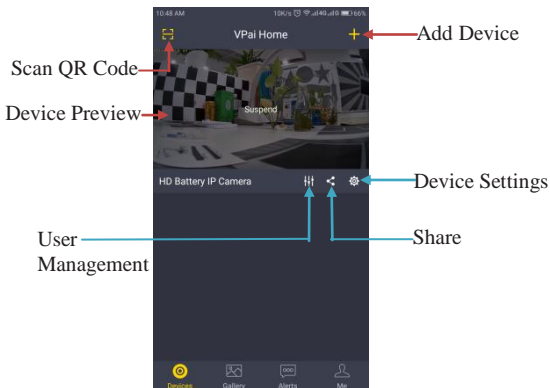 10:48 AM 10K/s 4G 66%
VPai Home
Add Device
Scan QR Code
Device Preview
Suspend
HD Battery IP Camera
Device Settings
User
Management
Share
Devices Gallery Alerts Me